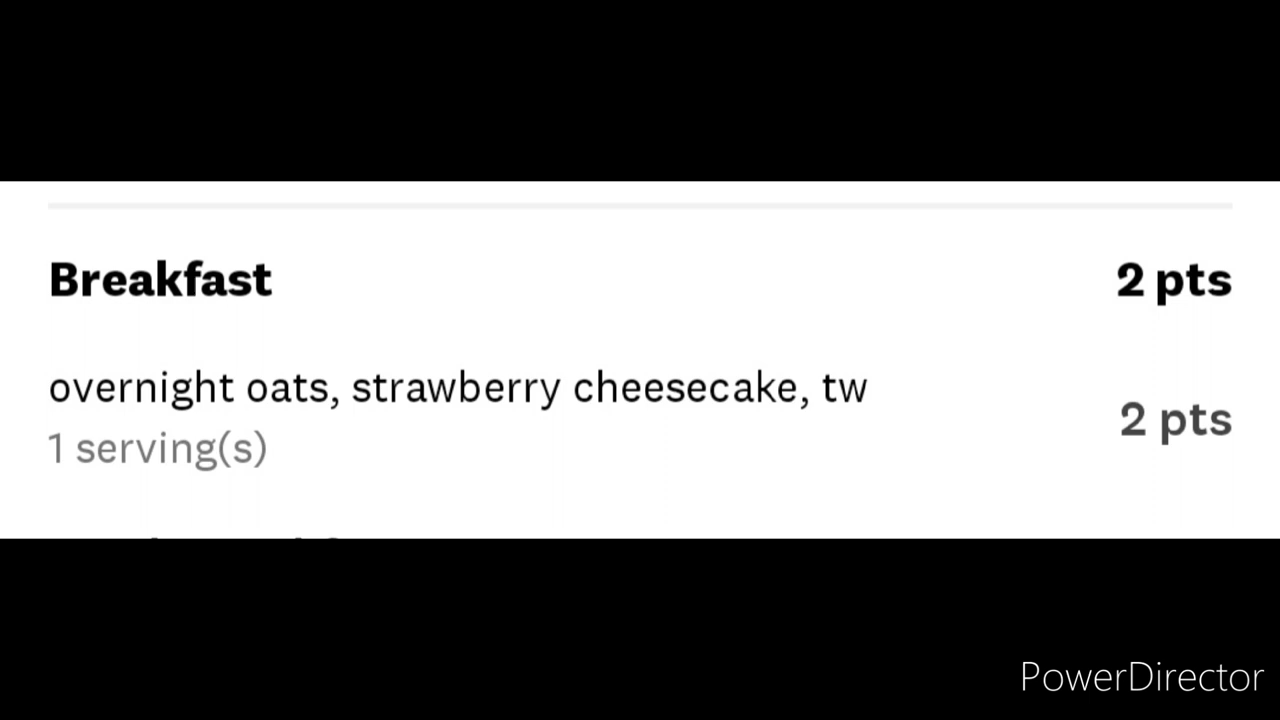 Breakfast 2 pts
overnight oats, strawberry cheesecake, tw
1 serving(s) 2 pts
PowerDirector